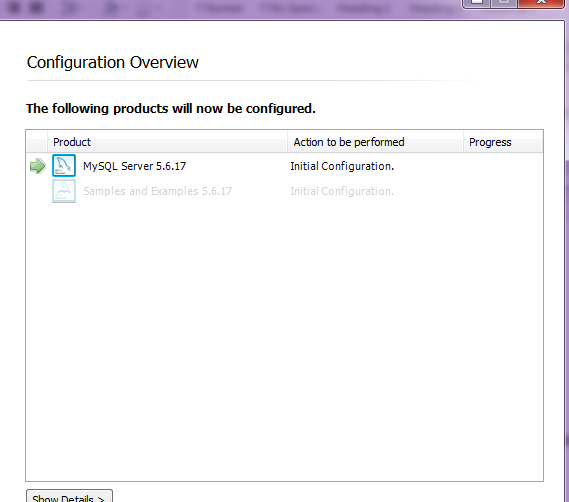 Configuration Overview
The following products will now be configured.
Product Action to be performed Progress
MySQL Server 5.6.17 Initial Configuration.
Samples and Examples 5.6.17 Initial Configuration.
Show Details >